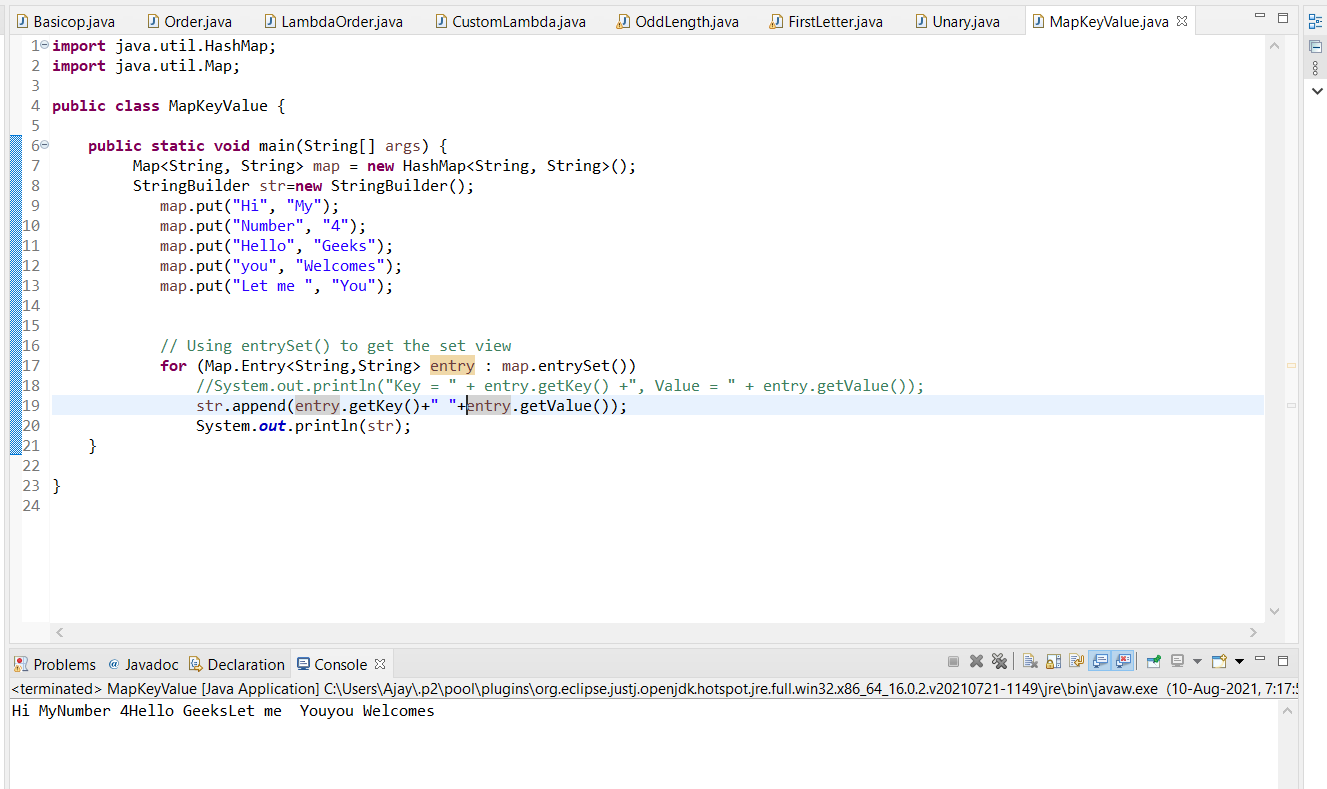 Basicop.java Order.java LambdaOrder.java CustomLambda.java OddLength.java FirstLetter.java Unary.java MapKeyValue.java
1 import java.util.HashMap;
2 import java.util.Map;
3
4 public class MapKeyValue {
5
6 public static void main(String[] args) {
7 Map<String, String> map = new HashMap<String, String>();
8 StringBuilder str=new StringBuilder();
9 map.put("Hi", "My");
10 map.put("Number", "4");
11 map.put("Hello", "Geeks");
12 map.put("you", "Welcomes");
13 map.put("Let me ", "You");
14
15
16 // Using entrySet() to get the set view
17 for (Map.Entry<String,String> entry : map.entrySet())
18 //System.out.println("Key = " + entry.getKey() +", Value = " + entry.getValue());
19 str.append(entry.getKey()+" "+entry.getValue());
20 System.out.println(str);
21 }
22
23 }
24
Problems @ Javadoc Declaration Console
<terminated> MapKeyValue [Java Application] C:\Users\Ajay\.p2\pool\plugins\org.eclipse.justj.openjdk.hotspot.jre.full.win32.x86_64_16.0.2.v20210721-1149\jre\bin\javaw.exe (10-Aug-2021, 7:17:5
Hi MyNumber 4Hello GeeksLet me  Youyou Welcomes